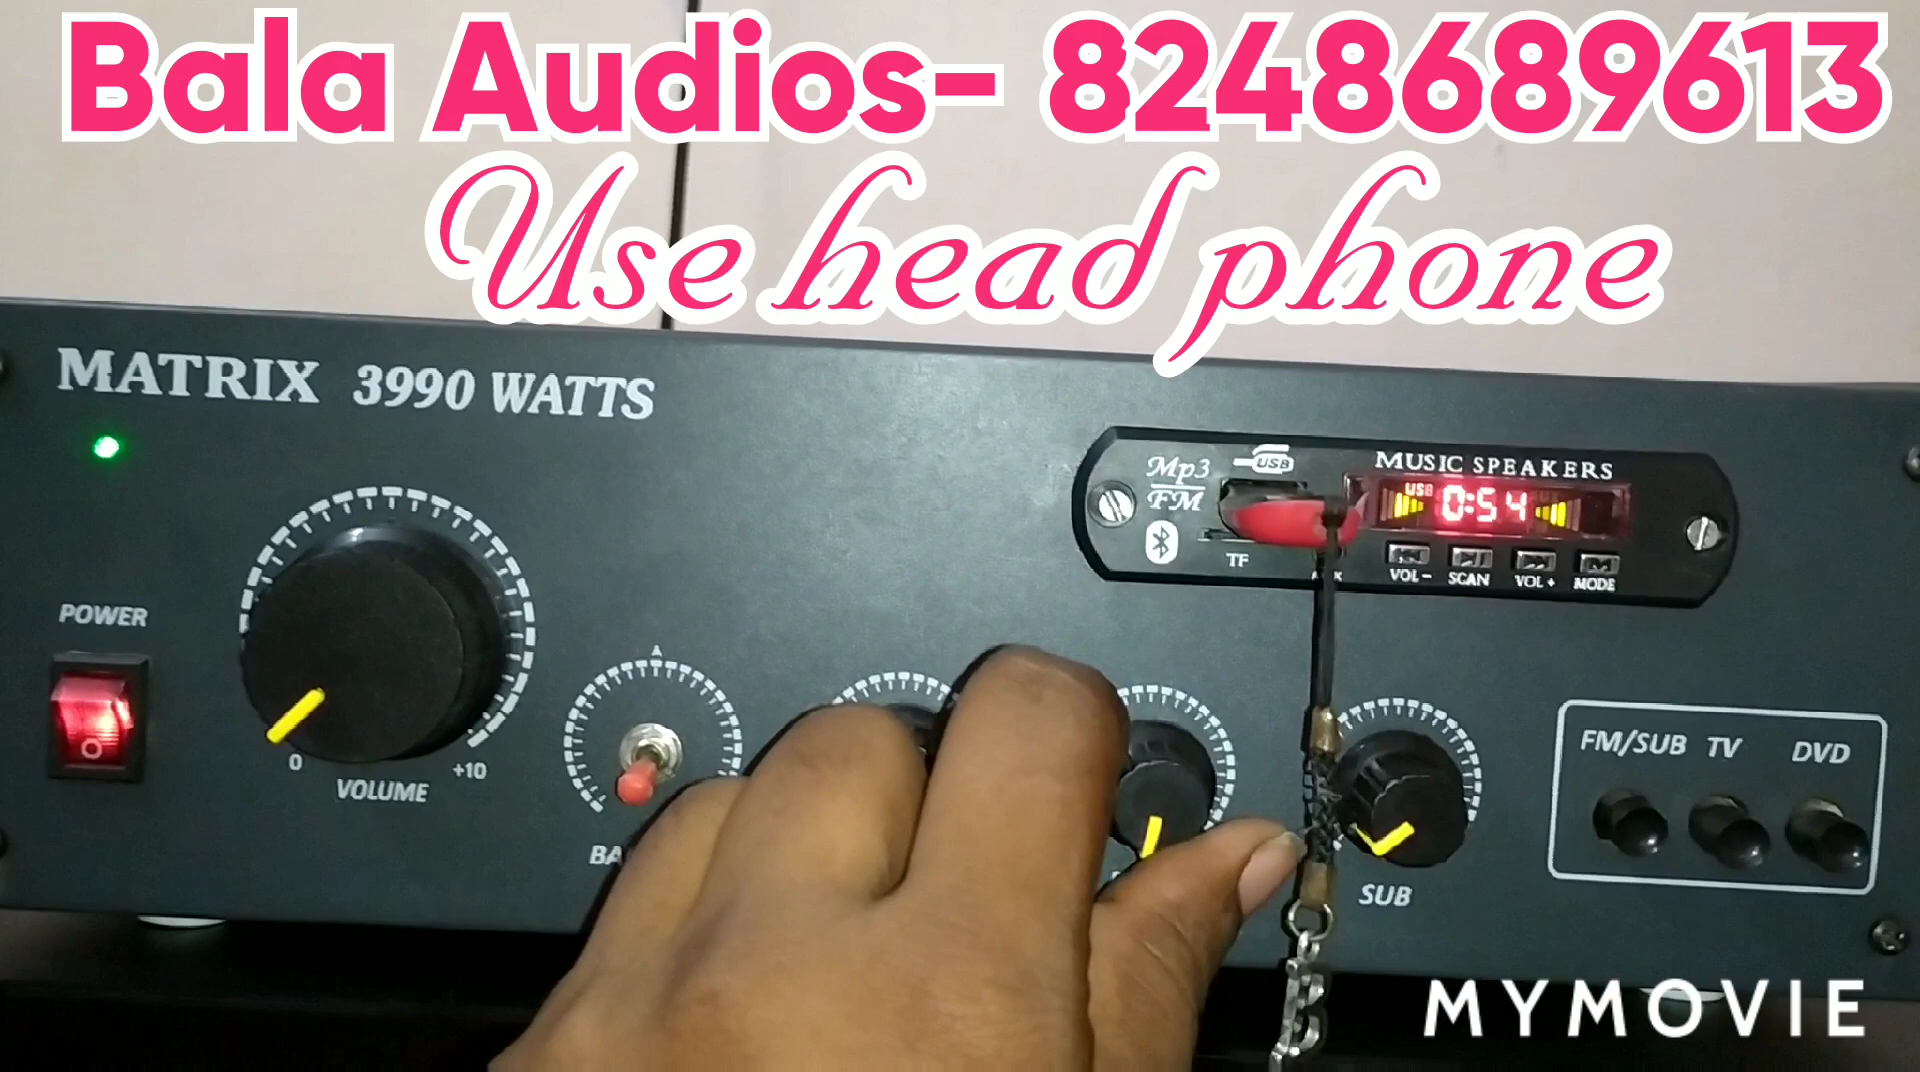 Bala Audios- 8248689613
Use head phone
MATRIX 3990 WATTS
Mp3
FM
USB
TF
MUSIC SPEAKERS
USB 0:54
VOL- SCAN VOL+ MODE
POWER
0
VOLUME
+10
SUB
FM/SUB TV DVD
MYMOVIE